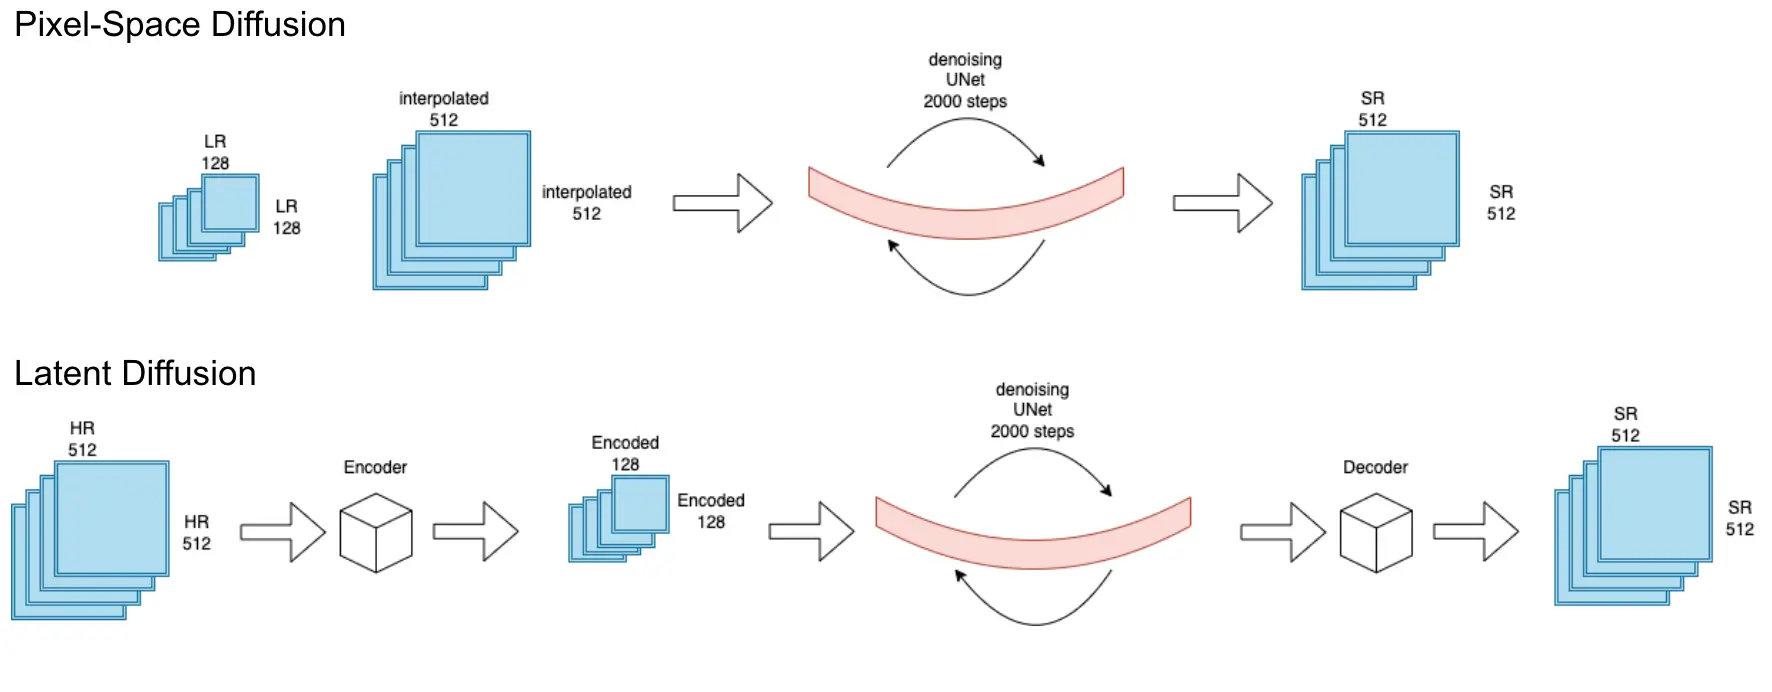 Pixel-Space Diffusion
denoising
UNet
2000 steps
interpolated
512
SR
512
LR
128
interpolated
512
SR
512
LR
128
Latent Diffusion
denoising
UNet
2000 steps
HR
512
Encoded
128
SR
512
Encoder
Decoder
Encoded
128
SR
512
HR
512